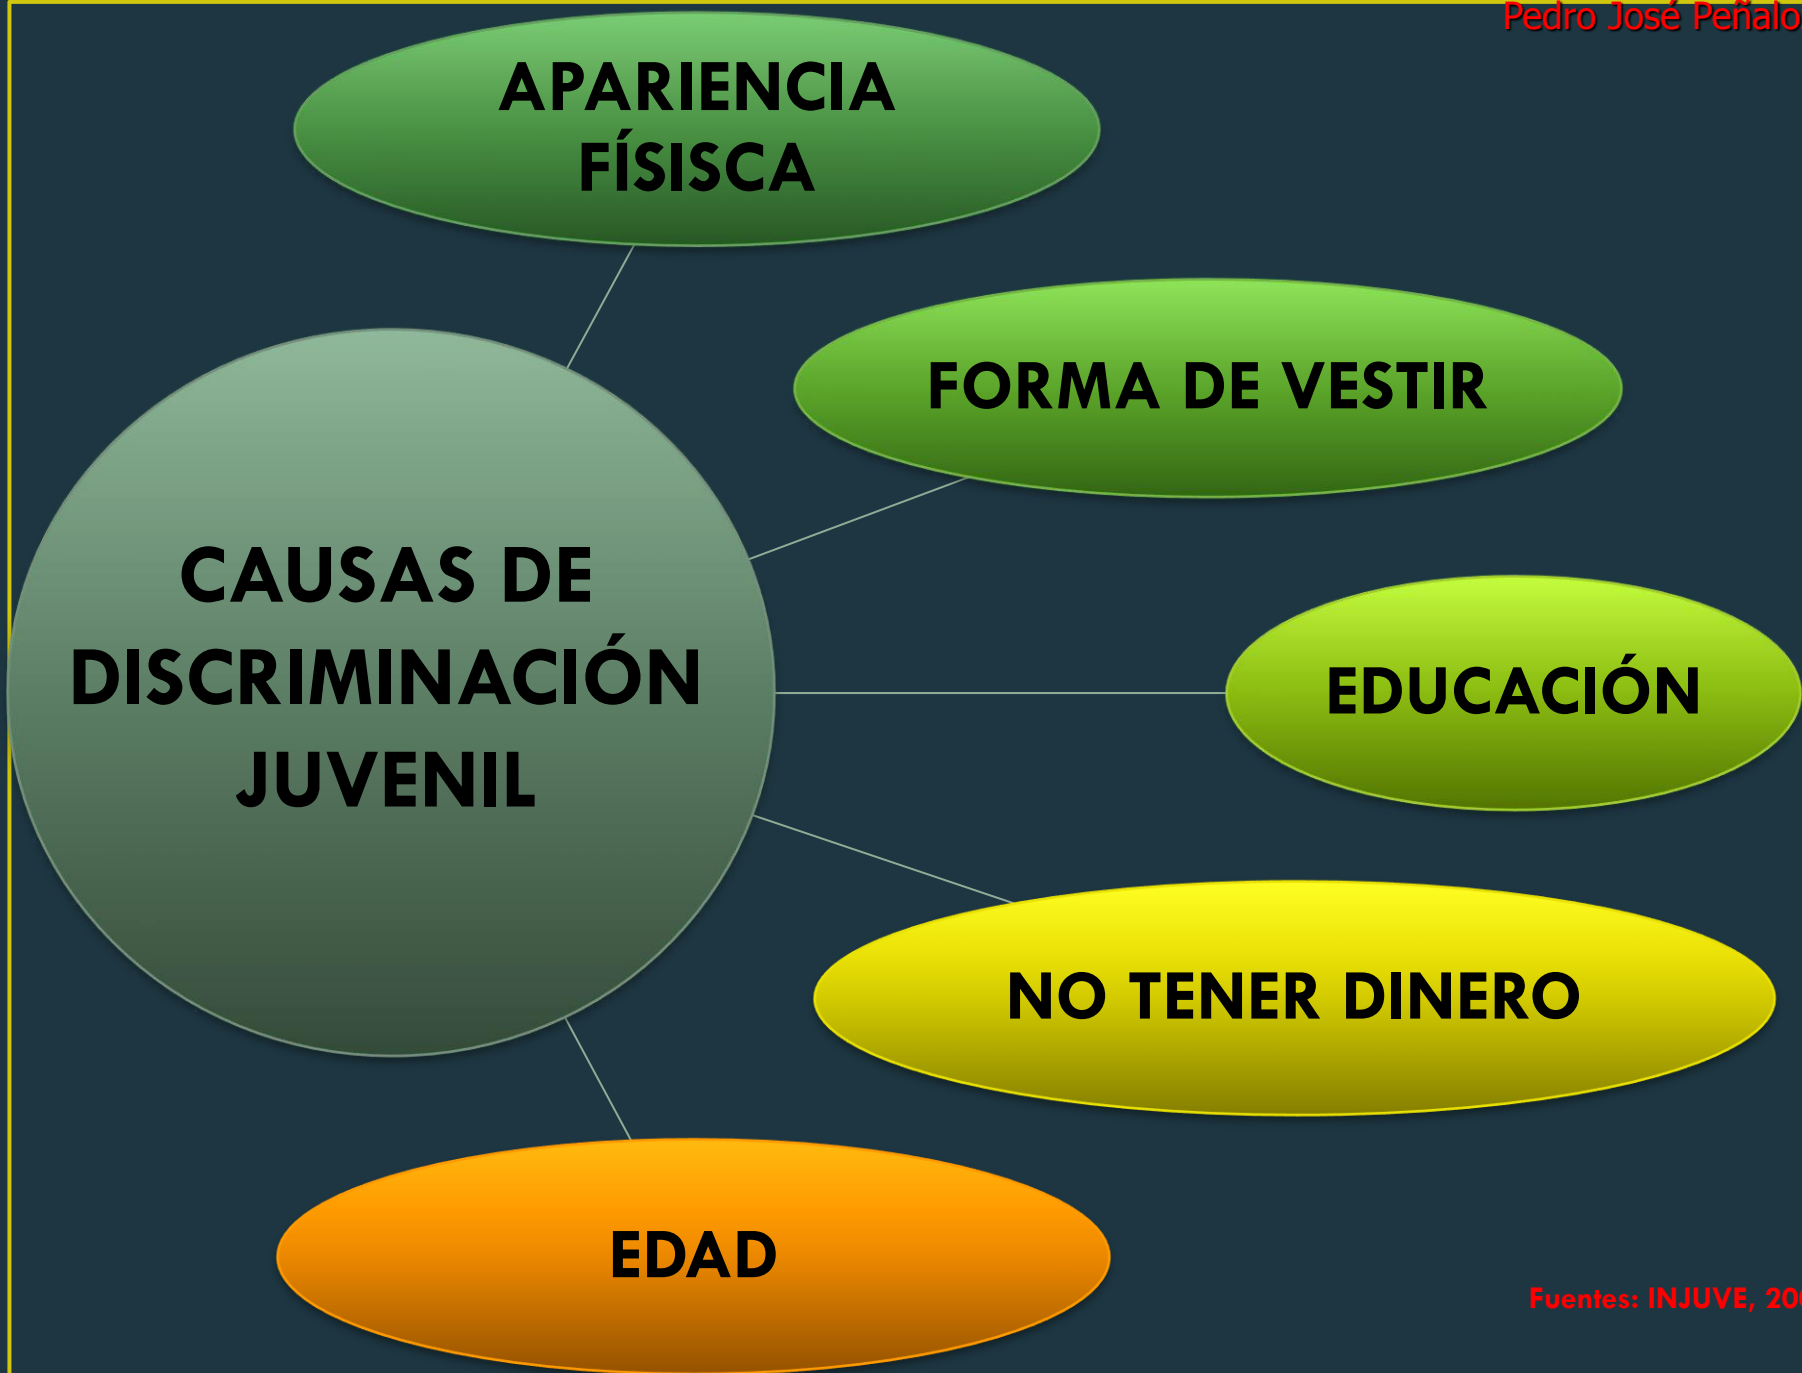 Pedro José Peñalo
APARIENCIA
FÍSISCA
FORMA DE VESTIR
CAUSAS DE
DISCRIMINACIÓN
JUVENIL
EDUCACIÓN
NO TENER DINERO
EDAD
Fuentes: INJUVE, 200